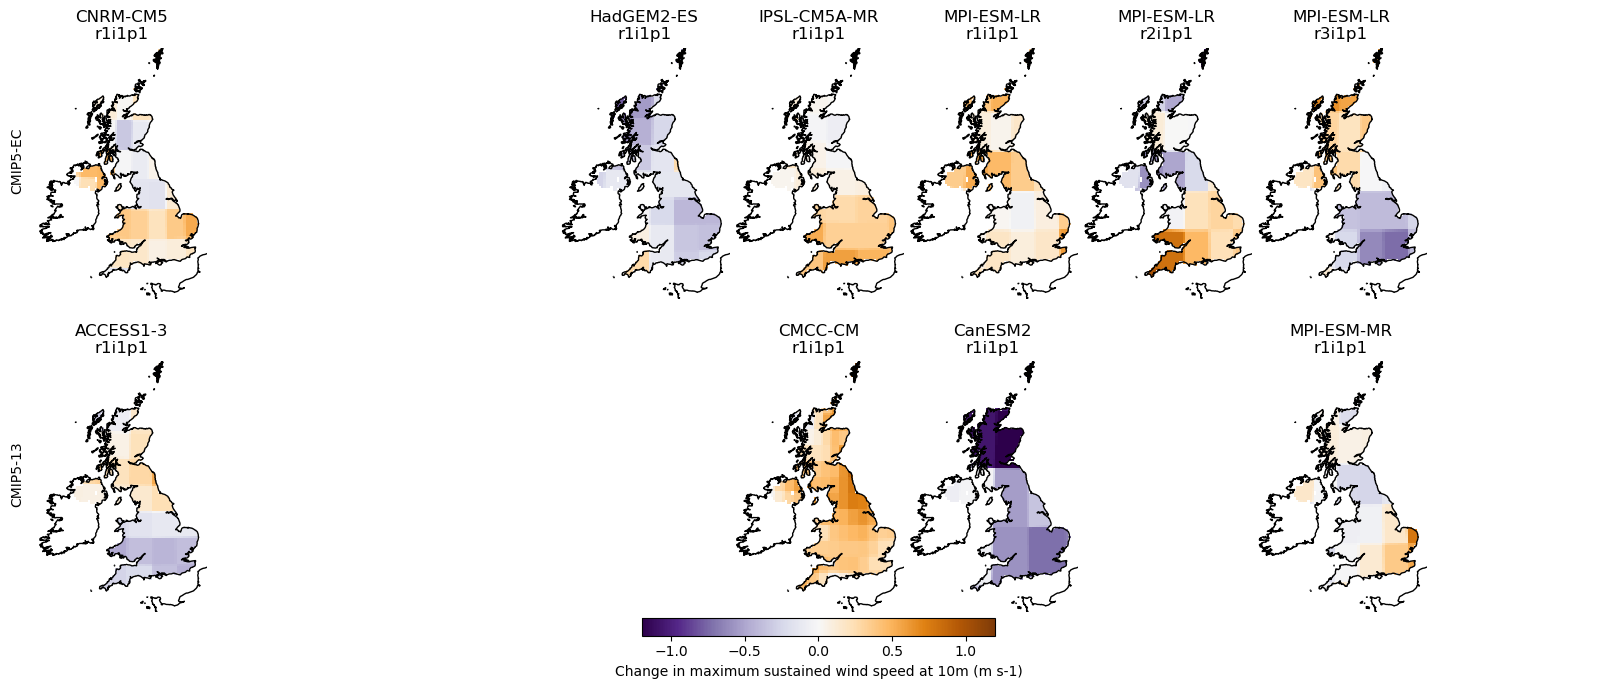 CNRM-CM5
r1i1p1
HadGEM2-ES
r1i1p1
IPSL-CM5A-MR
r1i1p1
MPI-ESM-LR
r1i1p1
MPI-ESM-LR
r2i1p1
MPI-ESM-LR
r3i1p1
CMIP5-EC
ACCESS1-3
r1i1p1
CMCC-CM
r1i1p1
CanESM2
r1i1p1
MPI-ESM-MR
r1i1p1
CMIP5-13
−1.0 −0.5 0.0 0.5 1.0
Change in maximum sustained wind speed at 10m (m s-1)